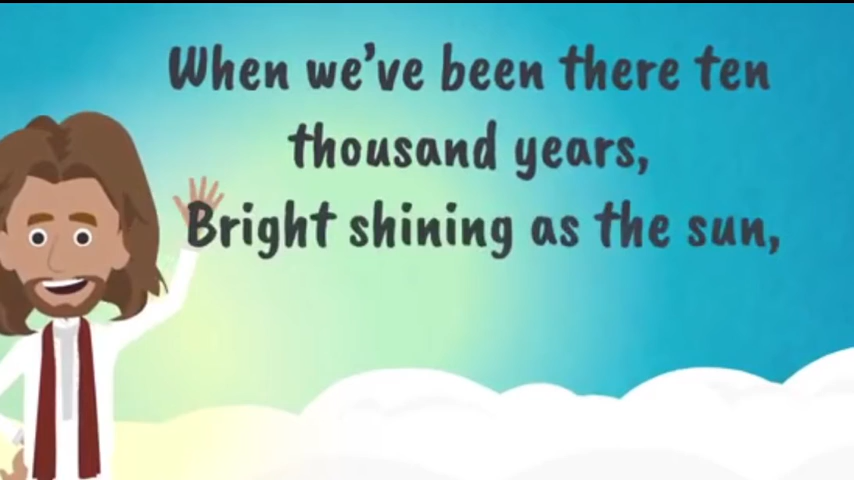 When we've been there ten
thousand years,
Bright shining as the sun,